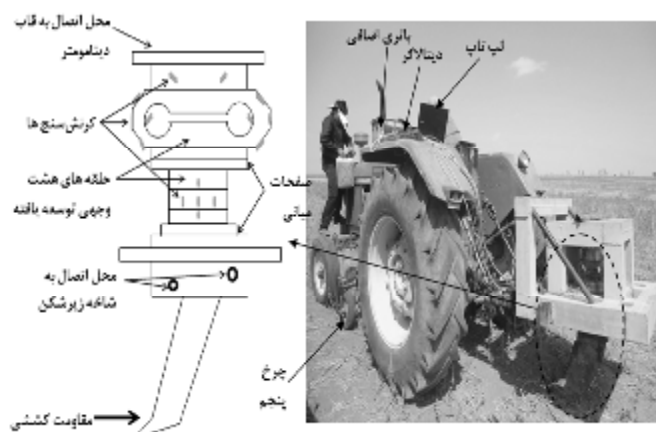 محل اتصال به قاب
دینامومتر
کرنش سنج ها
حلقه های هشت
وجهی توسعه یافته
صفحات
میانی
محل اتصال به
شاخه زیرشکن
مقاومت کششی
باتری اضافی
دیتالاگر
لپ تاپ
چرخ
پنجم